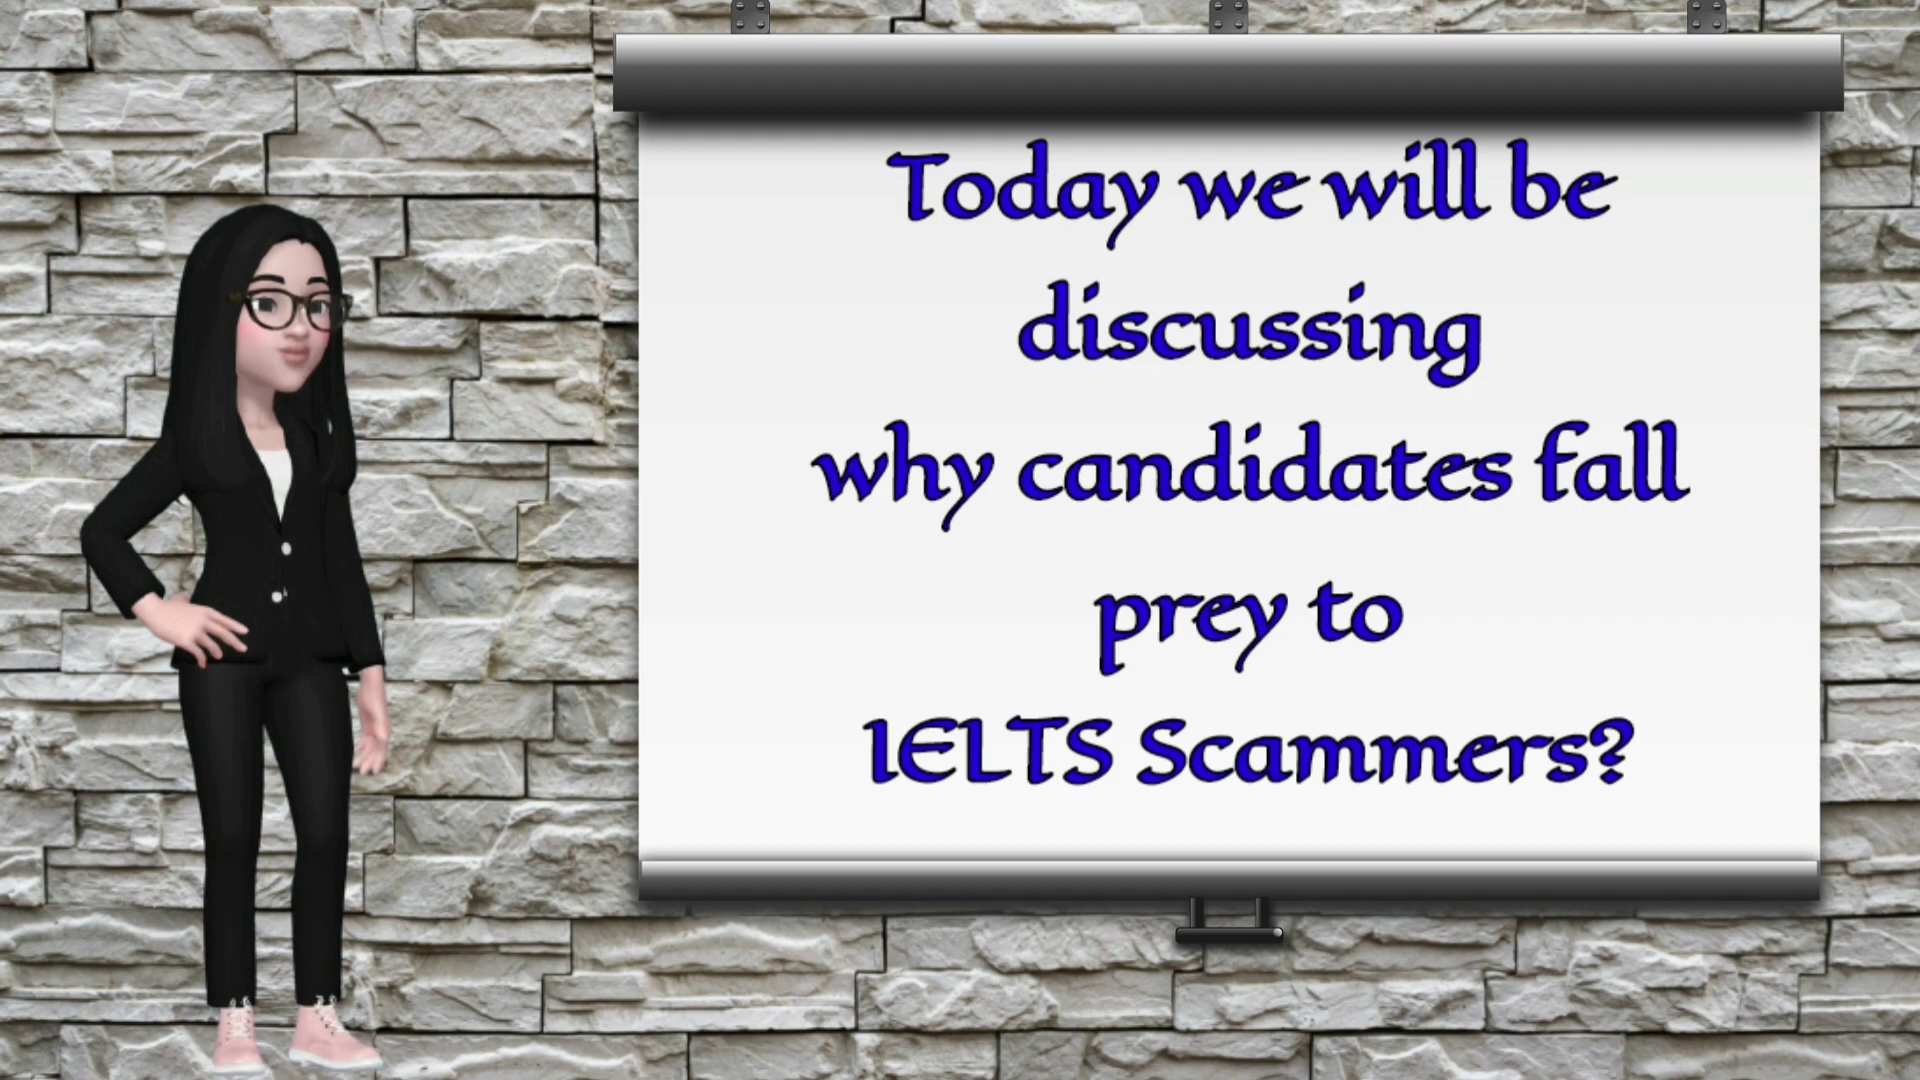 Today we will be
discussing
why candidates fall
prey to
IELTS Scammers?